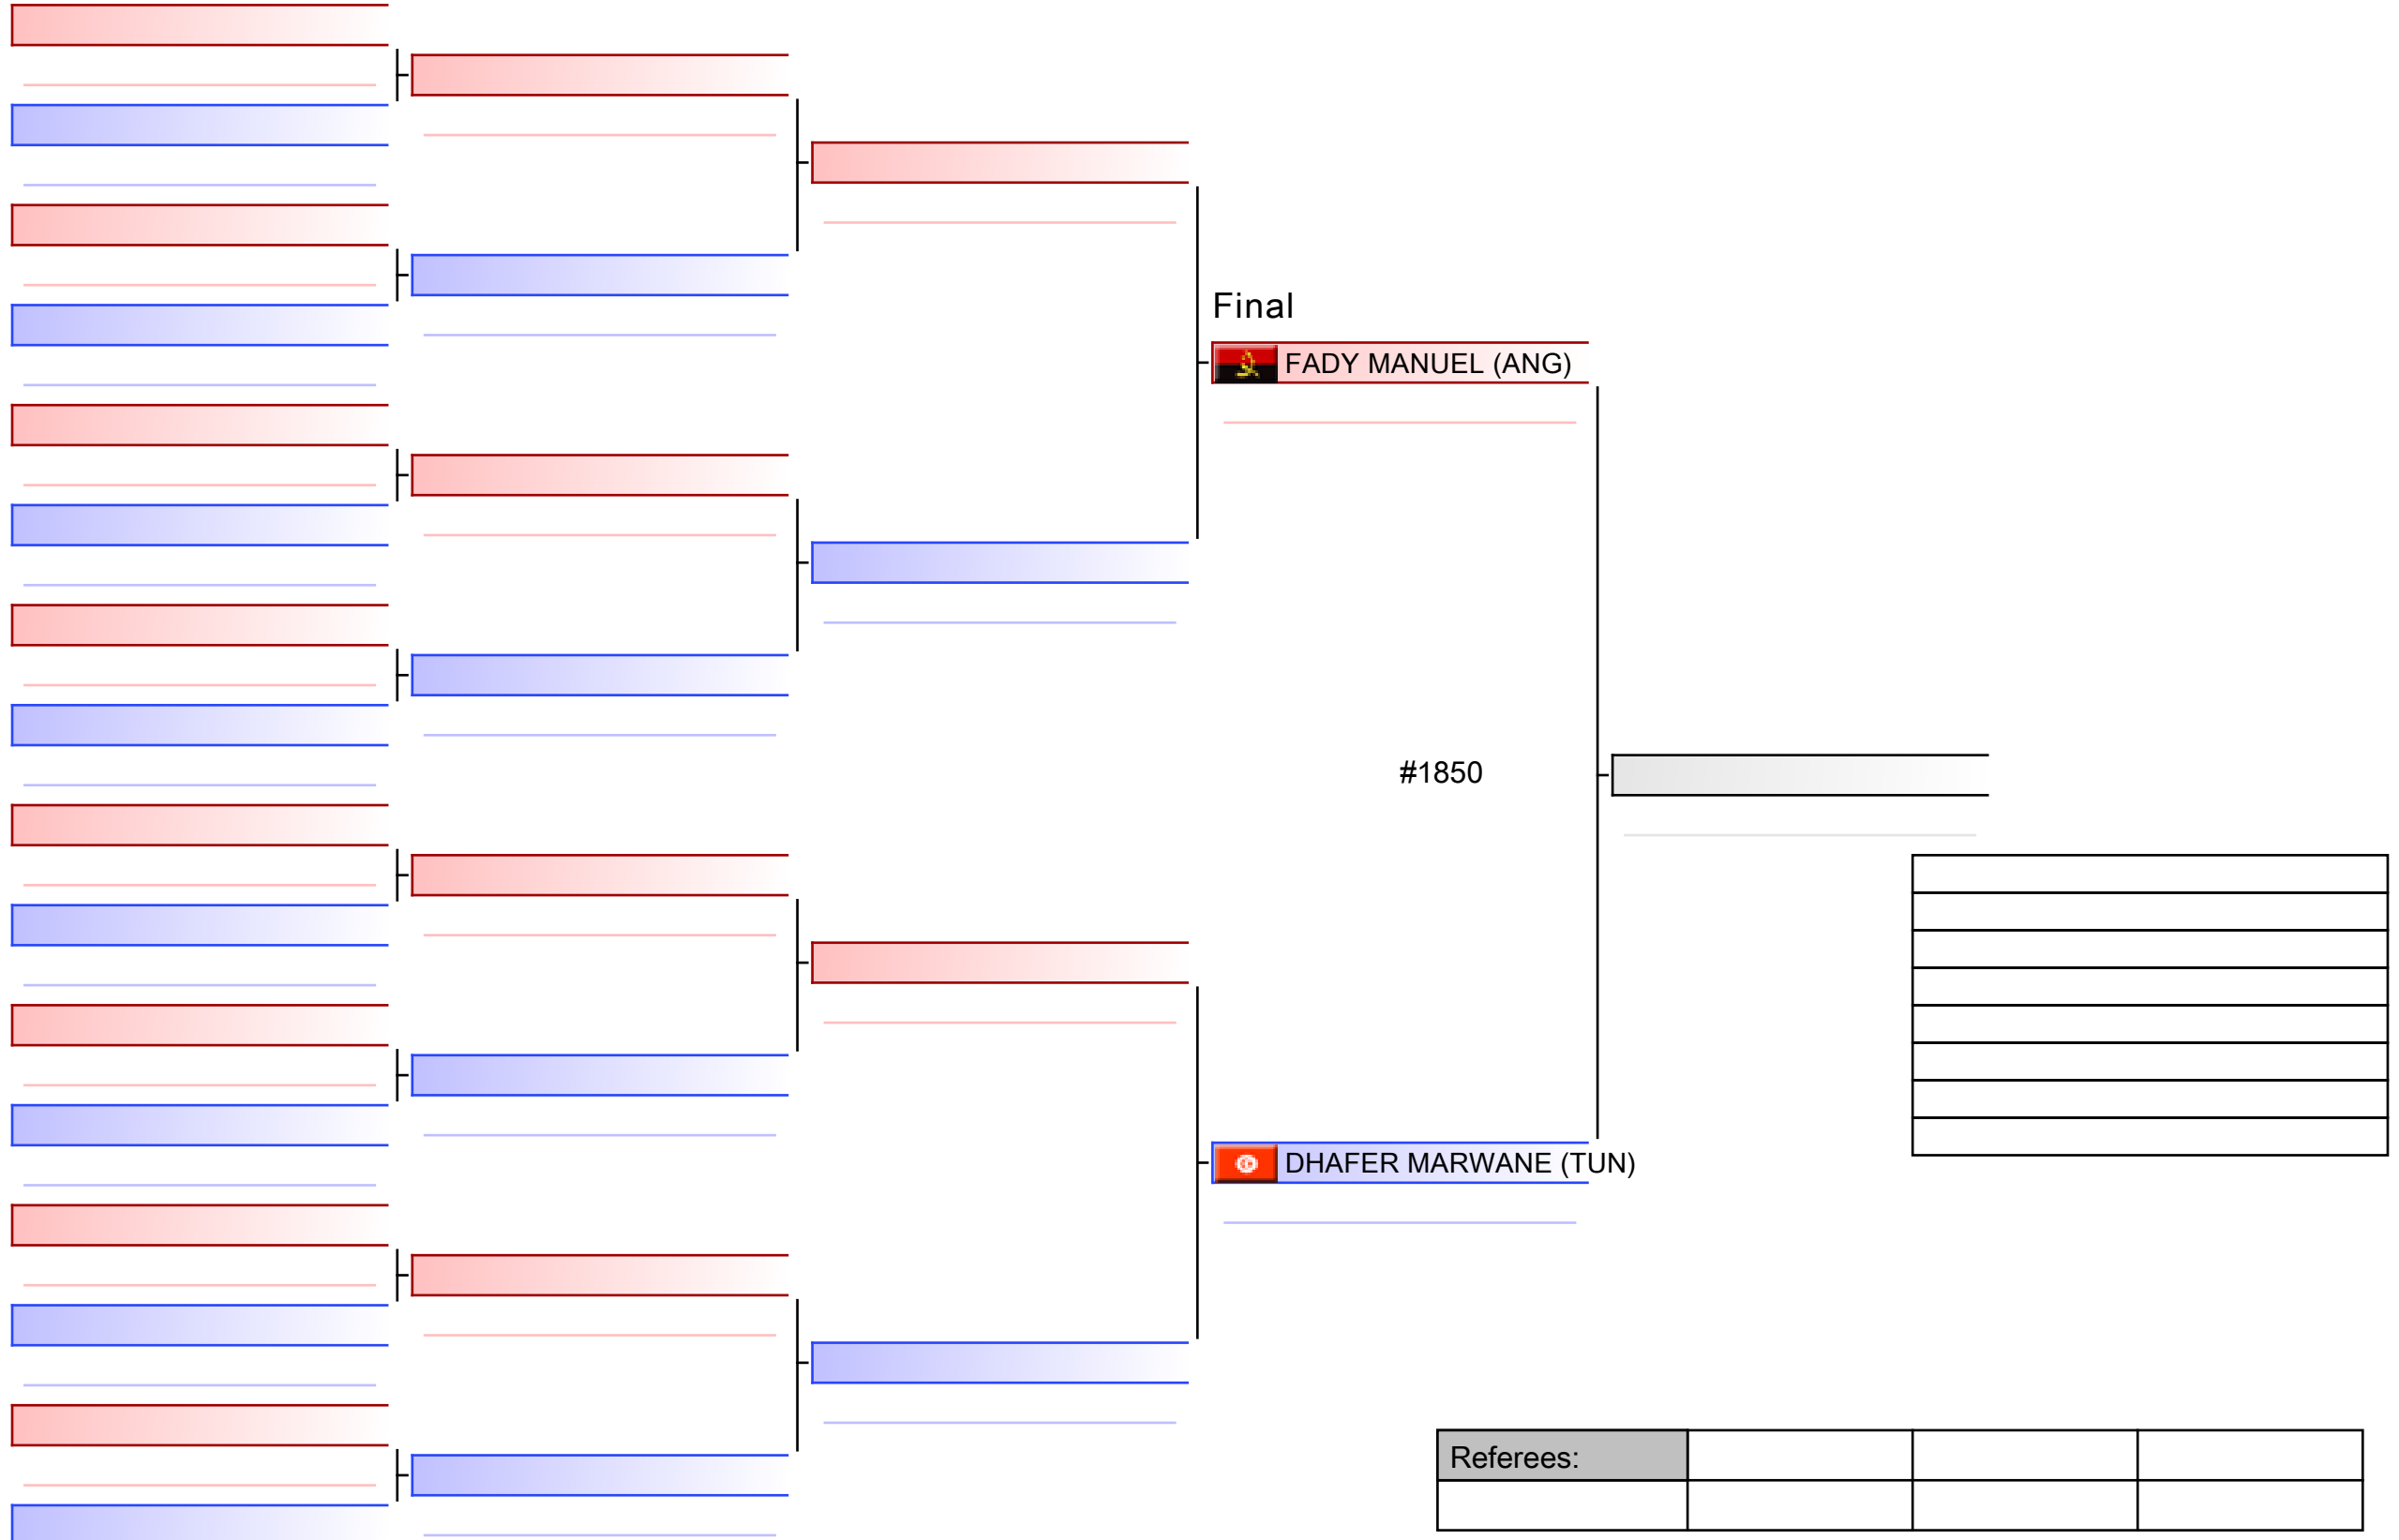 Final
FADY MANUEL (ANG)
#1850
DHAFER MARWANE (TUN)
Referees: